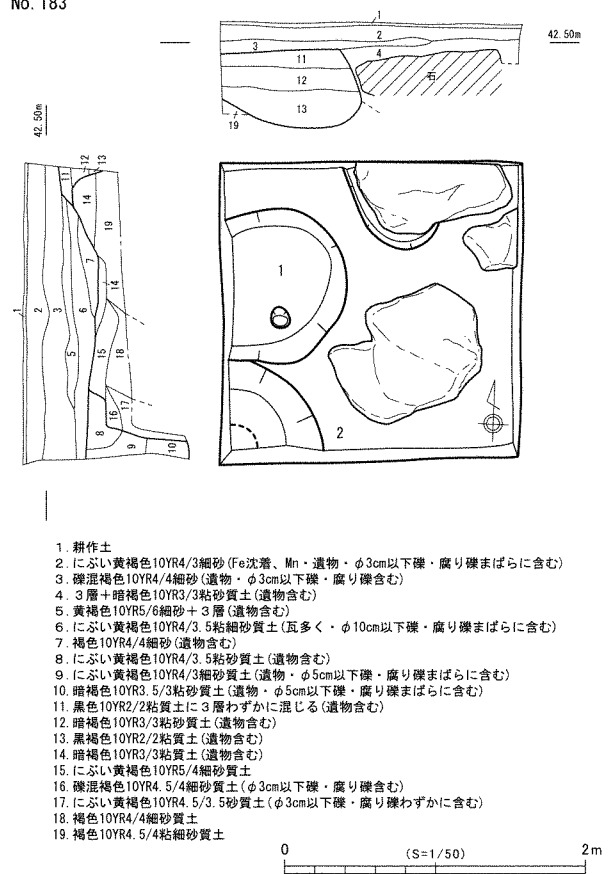 No. 183
1
2
3
4
42.50m
11
12
石
13
19
42.50m
11
12
13
14
19
7
14
1
2
3
6
5
15
18
16
17
8
9
10
1
2
1. 耕作土
2. にぶい黄褐色10YR4/3細砂(Fe沈着、Mn・遺物・φ3cm以下礫・腐り礫まばらに含む)
3. 礫混褐色10YR4/4細砂(遺物・φ3cm以下礫・腐り礫含む)
4. 3層＋暗褐色10YR3/3粘砂質土(遺物含む)
5. 黄褐色10YR5/6細砂＋3層(遺物含む)
6. にぶい黄褐色10YR4/3.5粘細砂質土(瓦多く・φ10cm以下礫・腐り礫まばらに含む)
7. 褐色10YR4/4細砂(遺物含む)
8. にぶい黄褐色10YR4/3.5粘砂質土(遺物含む)
9. にぶい黄褐色10YR4/3細砂質土(遺物・φ5cm以下礫・腐り礫まばらに含む)
10. 暗褐色10YR3.5/3粘砂質土(遺物・φ5cm以下礫・腐り礫まばらに含む)
11. 黒色10YR2/2粘質土に3層わずかに混じる(遺物含む)
12. 暗褐色10YR3/3粘砂質土(遺物含む)
13. 黒褐色10YR2/2粘質土(遺物含む)
14. 暗褐色10YR3/3粘質土(遺物含む)
15. にぶい黄褐色10YR5/4細砂質土
16. 礫混褐色10YR4.5/4細砂質土(φ3cm以下礫・腐り礫含む)
17. にぶい黄褐色10YR4.5/3.5砂質土(φ3cm以下礫・腐り礫わずかに含む)
18. 褐色10YR4/4細砂質土
19. 褐色10YR4.5/4粘細砂質土
0 (S=1/50) 2m